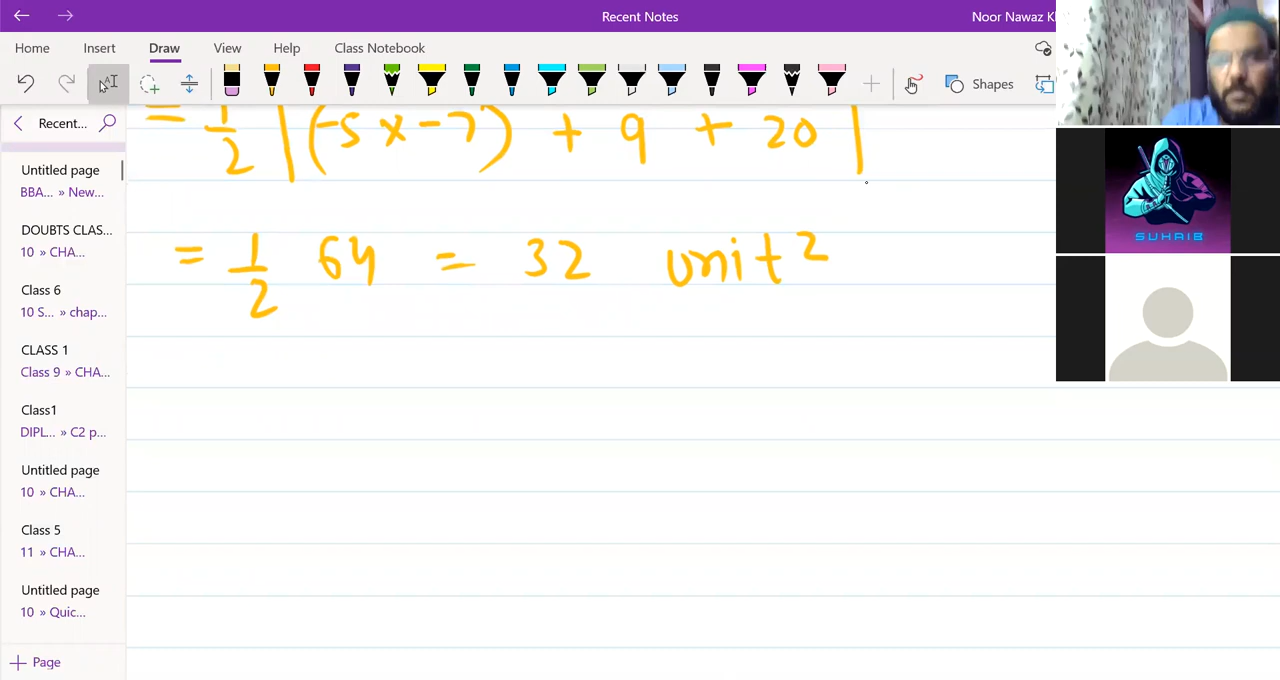 Recent Notes
Noor Nawaz K
Home Insert Draw View Help Class Notebook
Shapes
Recent...
Untitled page
BBA... » New...
DOUBTS CLAS...
10 » CHA...
Class 6
10 S... » chap...
CLASS 1
Class 9 » CHA...
Class1
DIPL... » C2 p...
Untitled page
10 » CHA...
Class 5
11 » CHA...
Untitled page
10 » Quic...
+ Page
= 1/2 |(-5 x -7) + 9 + 20|
= 1/2 64 = 32 unit²
SUHAIB